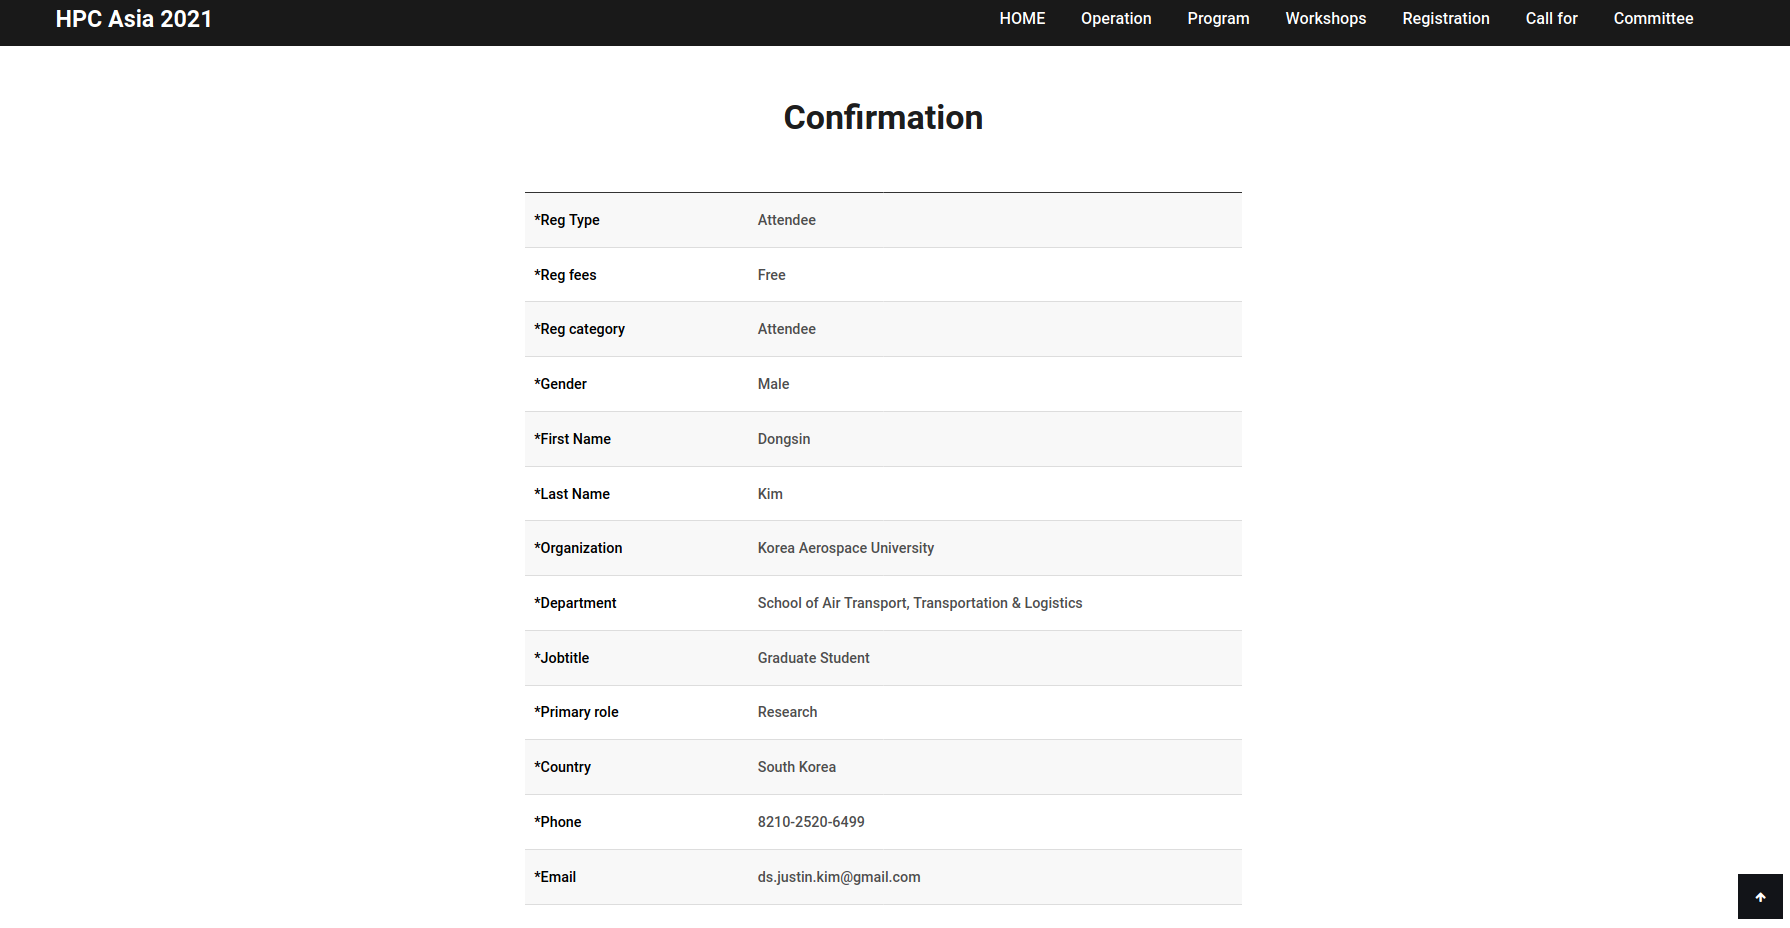 HPC Asia 2021 HOME Operation Program Workshops Registration Call for Committee
Confirmation
*Reg Type Attendee
*Reg fees Free
*Reg category Attendee
*Gender Male
*First Name Dongsin
*Last Name Kim
*Organization Korea Aerospace University
*Department School of Air Transport, Transportation & Logistics
*Jobtitle Graduate Student
*Primary role Research
*Country South Korea
*Phone 8210-2520-6499
*Email ds.justin.kim@gmail.com